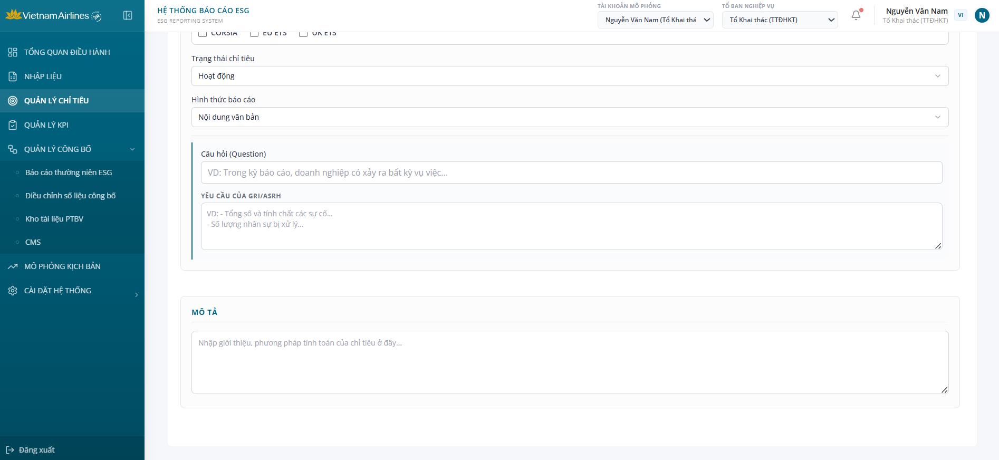 Vietnam Airlines
HỆ THỐNG BÁO CÁO ESG
ESG REPORTING SYSTEM
TÀI KHOẢN MÔ PHỎNG
Nguyễn Văn Nam (Tổ Khai thá
TỔ BAN NGHIỆP VỤ
Tổ Khai thác (TTĐHKT)
Nguyễn Văn Nam
Tổ Khai thác (TTĐHKT)
VI
N
TỔNG QUAN ĐIỀU HÀNH
NHẬP LIỆU
QUẢN LÝ CHỈ TIÊU
QUẢN LÝ KPI
QUẢN LÝ CÔNG BỐ
Báo cáo thường niên ESG
Điều chỉnh số liệu công bố
Kho tài liệu PTBV
CMS
MÔ PHỎNG KỊCH BẢN
CÀI ĐẶT HỆ THỐNG
Đăng xuất
CORSIA EU ETS UK ETS
Trạng thái chỉ tiêu
Hoạt động
Hình thức báo cáo
Nội dung văn bản
Câu hỏi (Question)
VD: Trong kỳ báo cáo, doanh nghiệp có xảy ra bất kỳ vụ việc...
YÊU CẦU CỦA GRI/ASRH
VD: - Tổng số và tính chất các sự cố...
- Số lượng nhân sự bị xử lý...
MÔ TẢ
Nhập giới thiệu, phương pháp tính toán của chỉ tiêu ở đây...